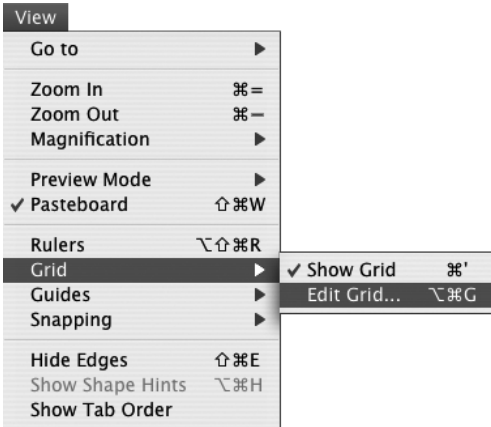 View
Go to ▶
Zoom In ⌘=
Zoom Out ⌘−
Magnification ▶
Preview Mode ▶
✓ Pasteboard ⇧⌘W
Rulers ⌥⇧⌘R
Grid ▶
✓ Show Grid ⌘'
Edit Grid... ⌥⌘G
Guides ▶
Snapping ▶
Hide Edges ⇧⌘E
Show Shape Hints ⌥⌘H
Show Tab Order